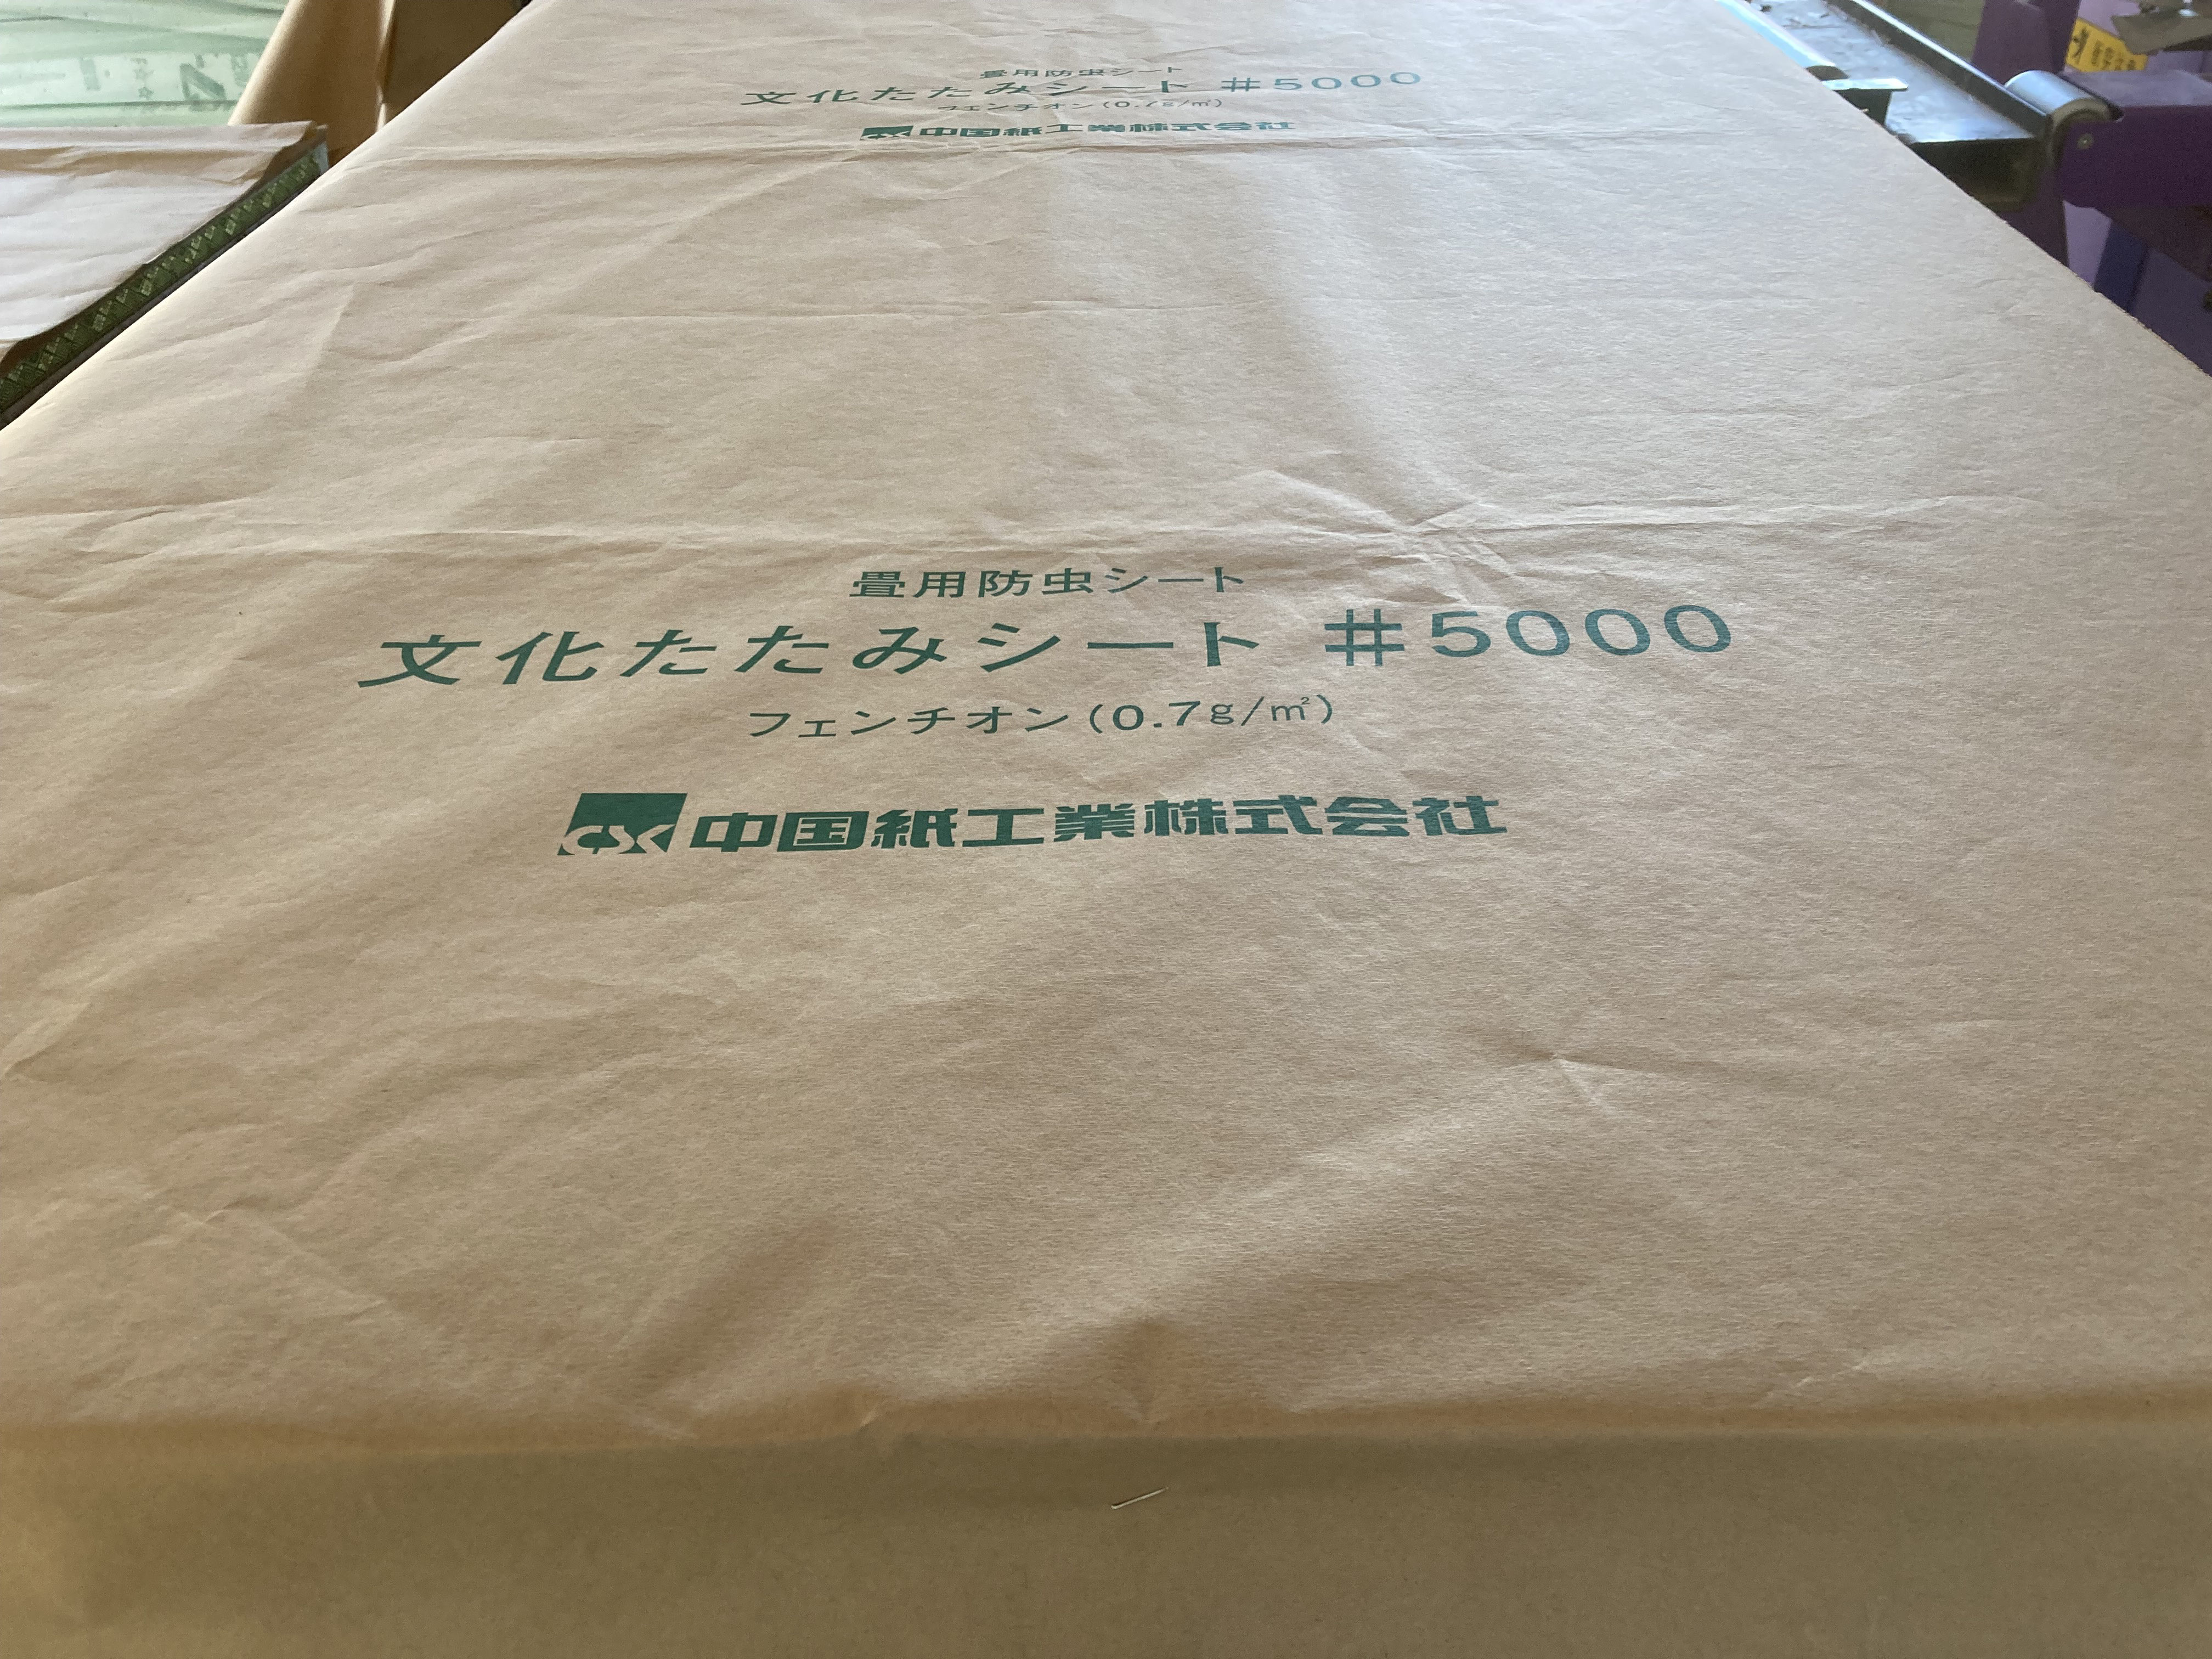 畳用防虫シート
文化たたみシート #5000
フェンチオン(0.7g/㎡)
中国紙工業株式会社
畳用防虫シート
文化たたみシート #5000
フェンチオン(0.7g/㎡)
中国紙工業株式会社